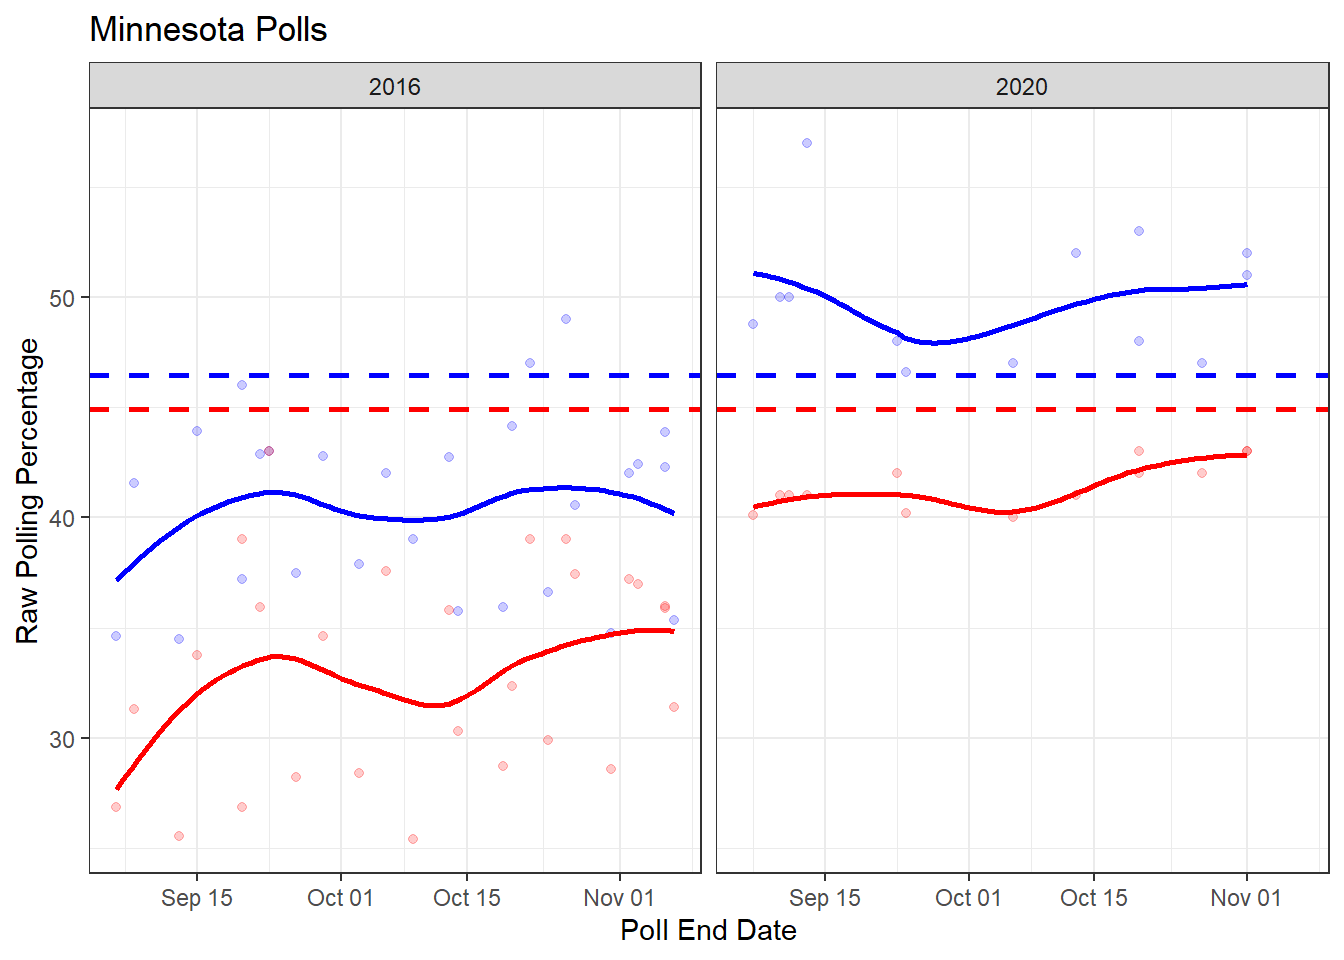 Minnesota Polls
2016
2020
Raw Polling Percentage
50
40
30
Sep 15
Oct 01
Oct 15
Nov 01
Sep 15
Oct 01
Oct 15
Nov 01
Poll End Date